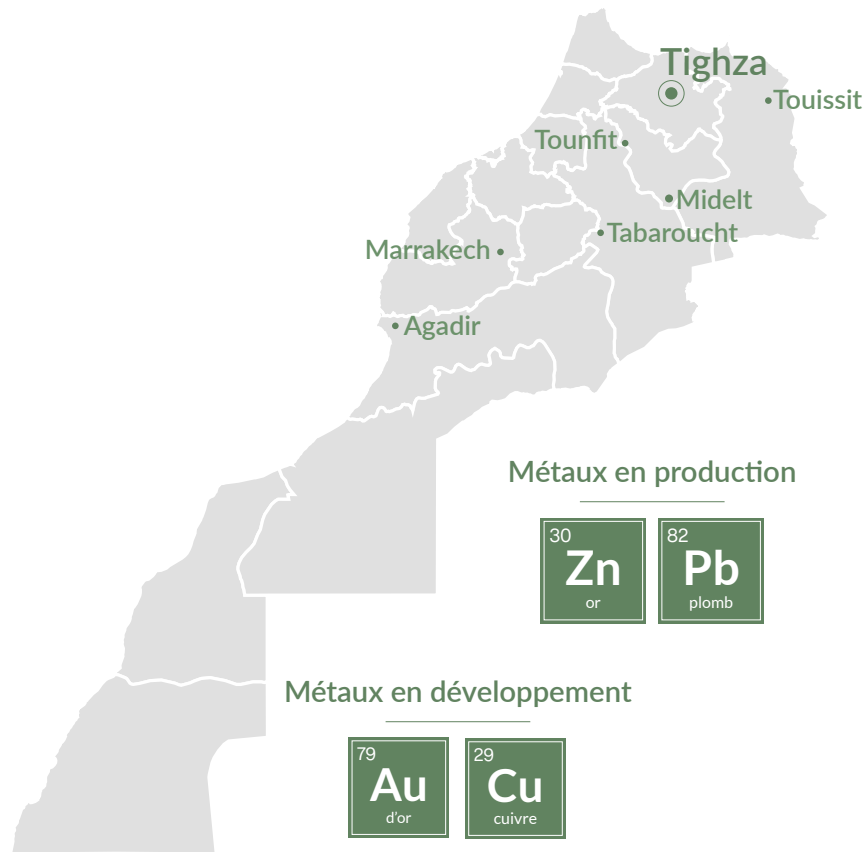 Tighza
Touissit
Tounfit
Midelt
Tabaroucht
Marrakech
Agadir
Métaux en production
30
Zn
or
82
Pb
plomb
Métaux en développement
79
Au
d'or
29
Cu
cuivre